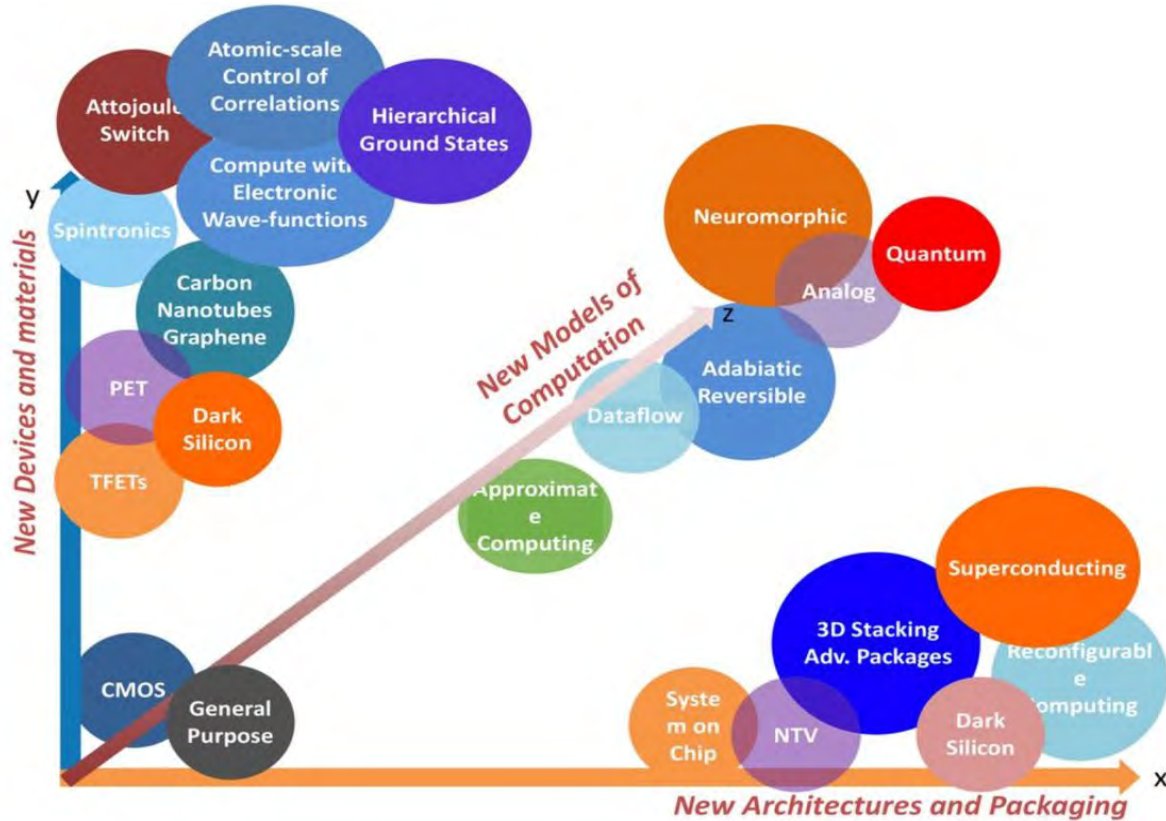 Atomic-scale
Control of
Correlations
Attojoule
Switch
Hierarchical
Ground States
Compute with
Electronic
Wave-functions
y
Spintronics
Carbon
Nanotubes
Graphene
PET
Dark
Silicon
TFETs
New Devices and materials
CMOS
General
Purpose
New Models of
Computation
z
Neuromorphic
Quantum
Analog
Adabiatic
Reversible
Dataflow
Approximat
e
Computing
Superconducting
3D Stacking
Adv. Packages
Reconfigurabl
e
Computing
Syste
m on
Chip
NTV
Dark
Silicon
x
New Architectures and Packaging